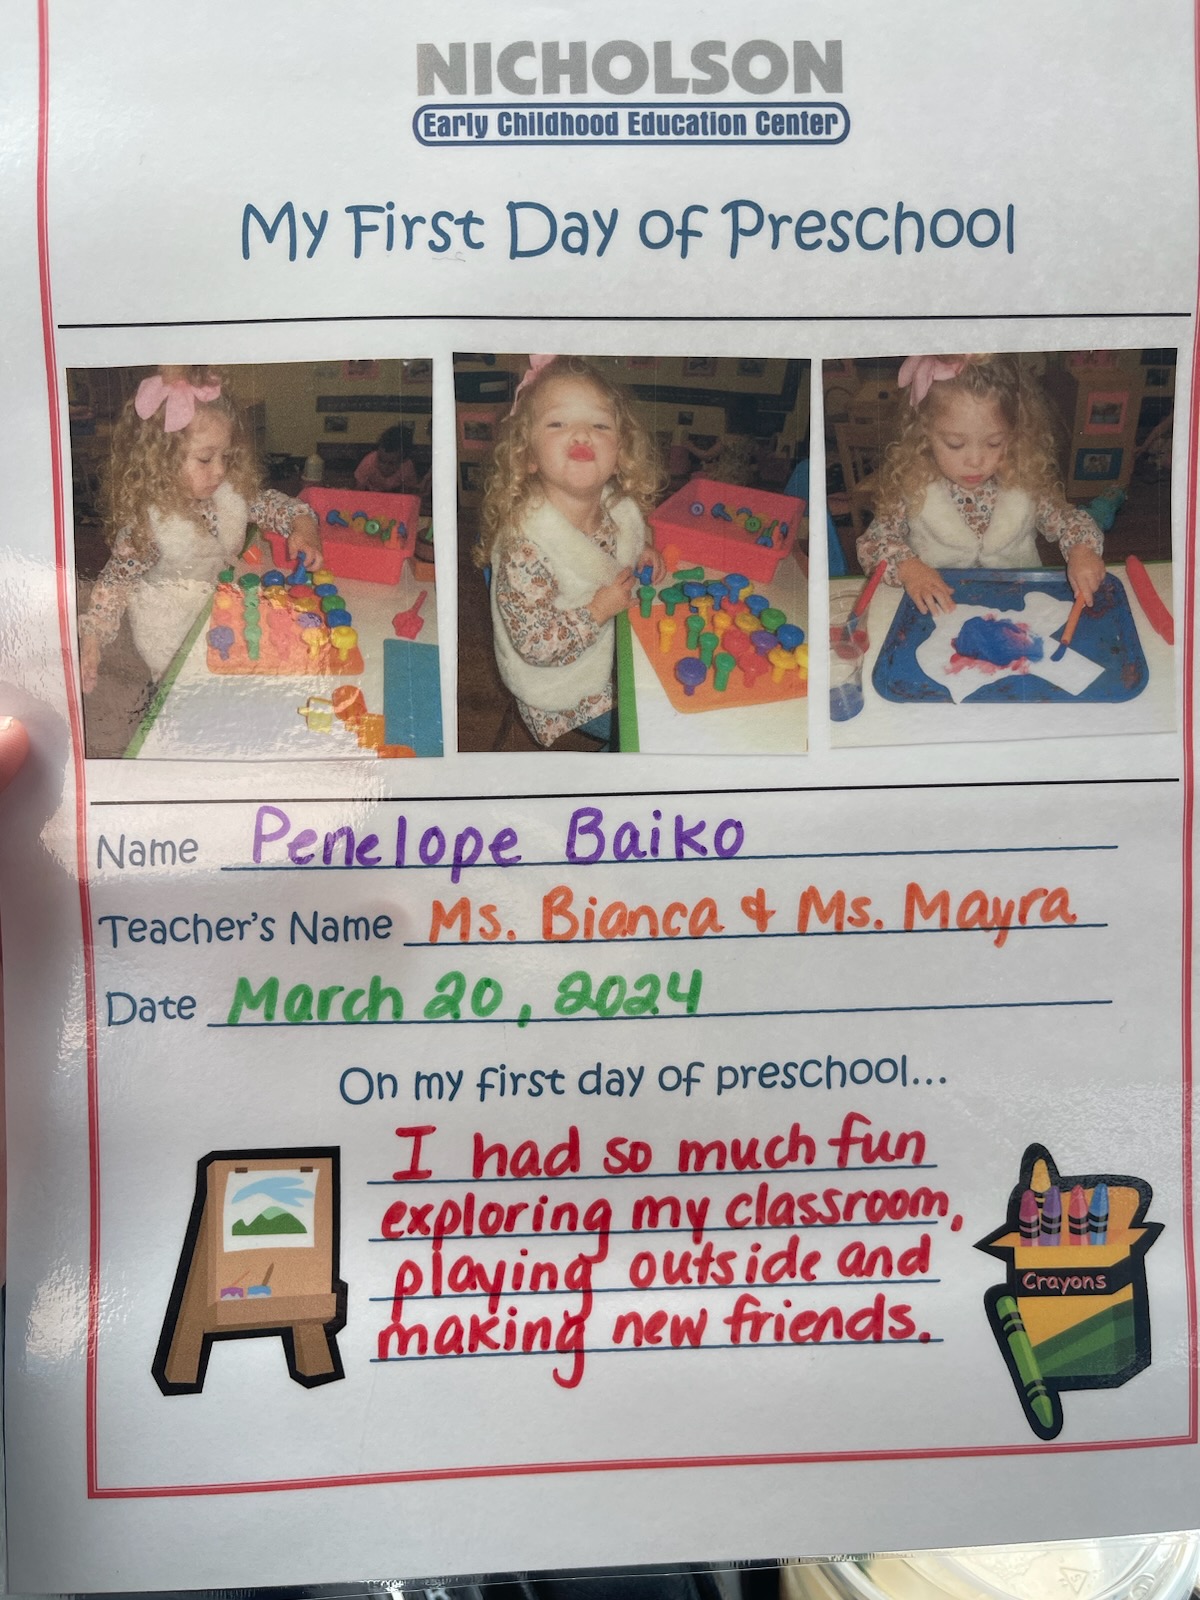 NICHOLSON
Early Childhood Education Center
My First Day of Preschool
Name Penelope Baiko
Teacher's Name Ms. Bianca & Ms. Mayra
Date March 20, 2024
On my first day of preschool...
I had so much fun
exploring my classroom,
playing outside and
making new friends.
Crayons